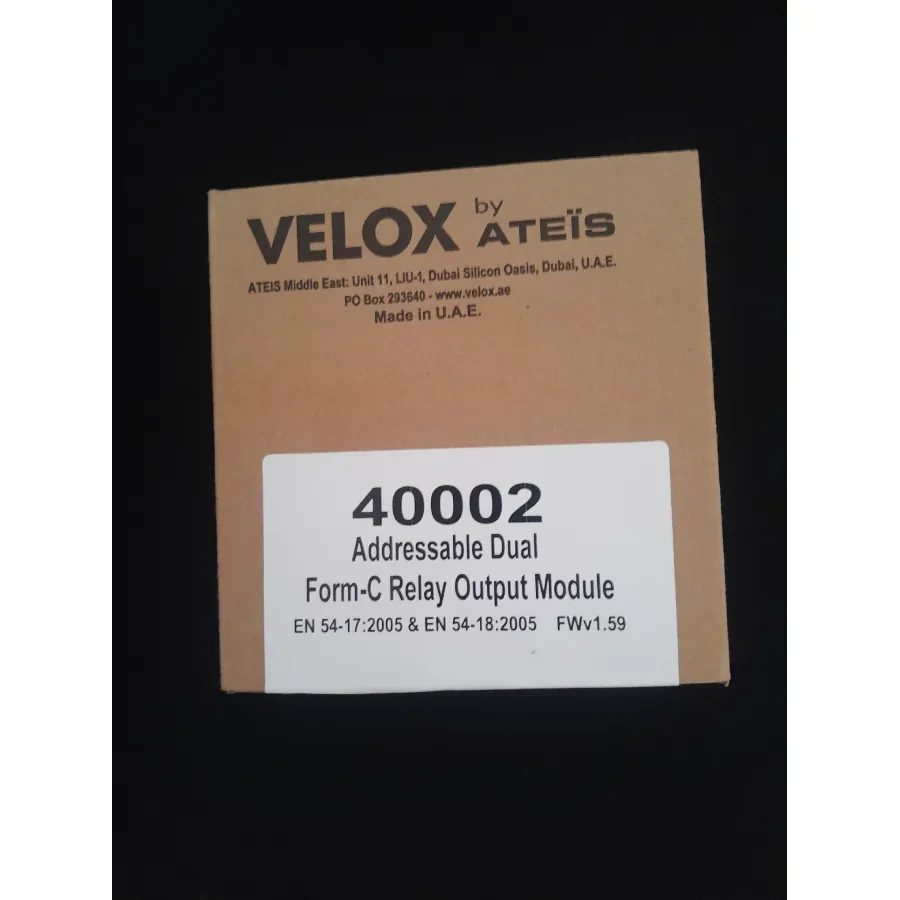 VELOX by ATEÏS
ATEIS Middle East: Unit 11, LIU-1, Dubai Silicon Oasis, Dubai, U.A.E.
PO Box 293640 - www.velox.ae
Made in U.A.E.
40002
Addressable Dual
Form-C Relay Output Module
EN 54-17:2005 & EN 54-18:2005 FWv1.59